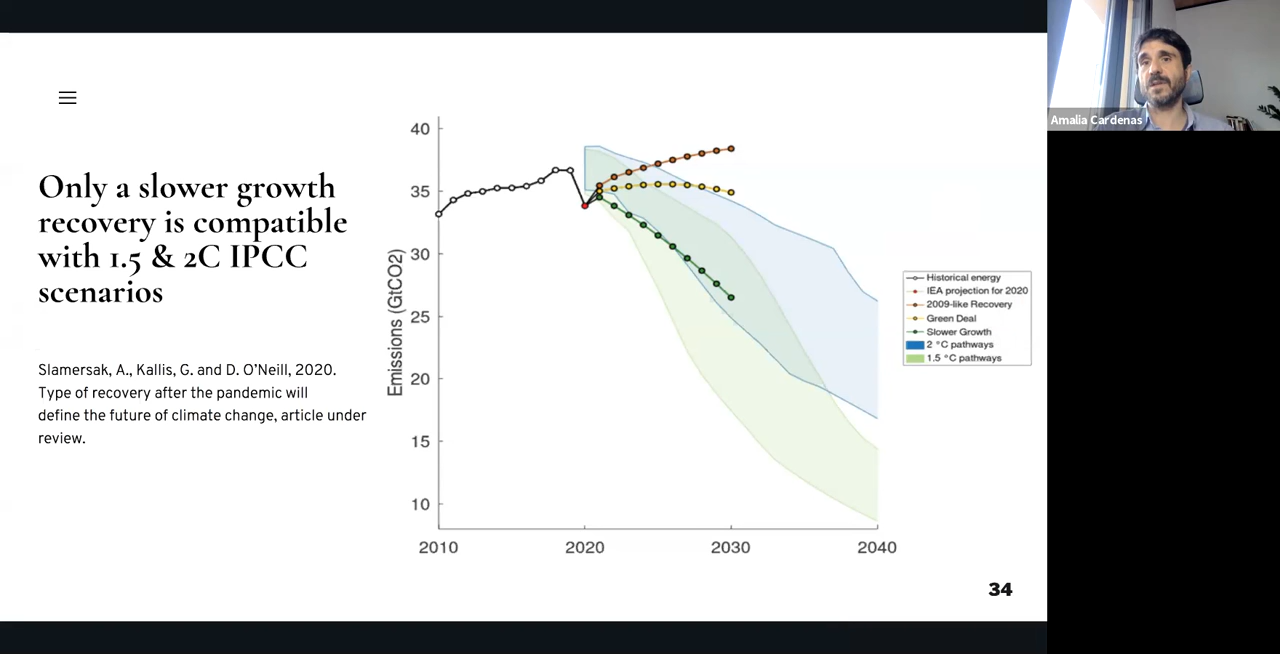 Only a slower growth
recovery is compatible
with 1.5 & 2C IPCC
scenarios
Slamersak, A., Kallis, G. and D. O’Neill, 2020.
Type of recovery after the pandemic will
define the future of climate change, article under
review.
Emissions (GtCO2)
40
35
30
25
20
15
10
2010
2020
2030
2040
Historical energy
IEA projection for 2020
2009-like Recovery
Green Deal
Slower Growth
2 °C pathways
1.5 °C pathways
34
Amalia Cardenas